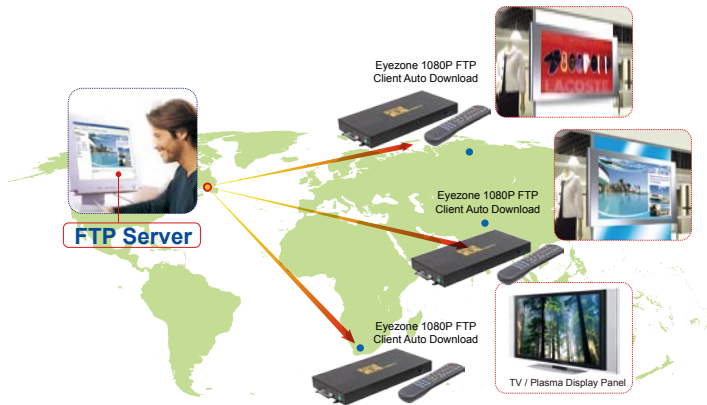 Eyezone 1080P FTP
Client Auto Download
LACOSTE
FTP Server
Eyezone 1080P FTP
Client Auto Download
Eyezone 1080P FTP
Client Auto Download
TV / Plasma Display Panel